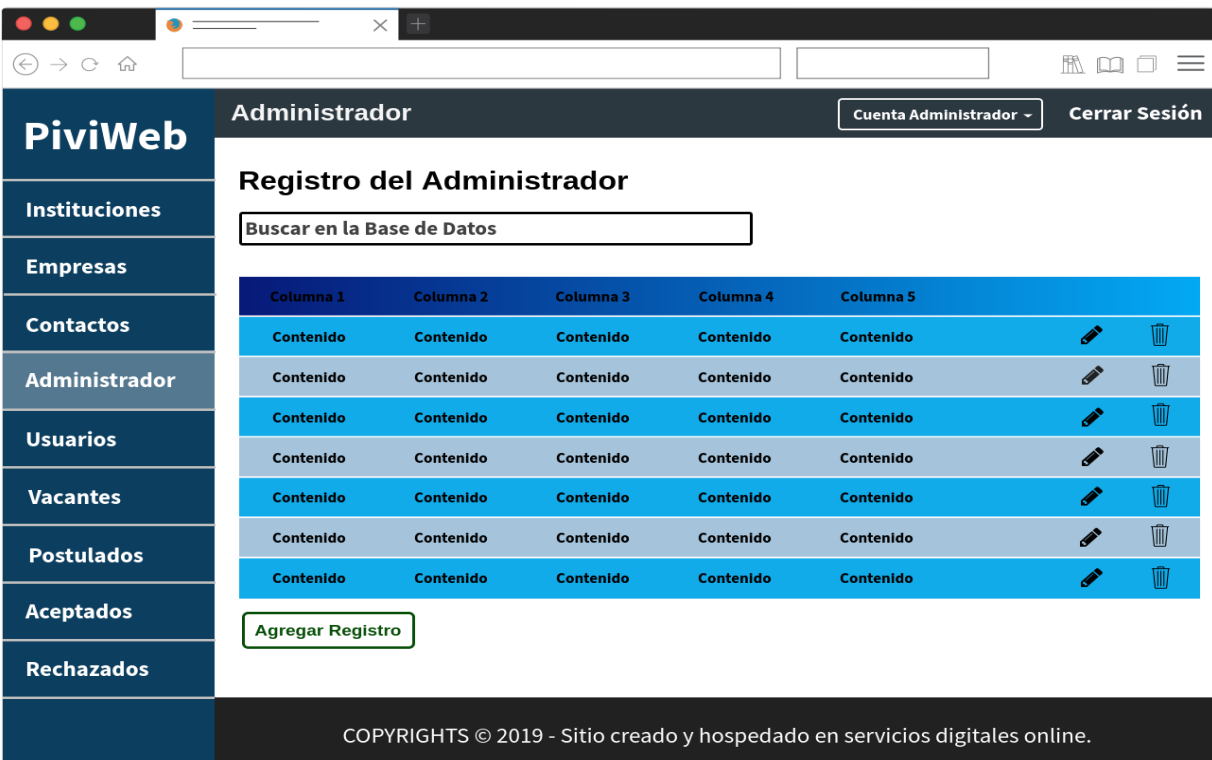 PiviWeb
Instituciones
Empresas
Contactos
Administrador
Usuarios
Vacantes
Postulados
Aceptados
Rechazados
Administrador
Cuenta Administrador
Cerrar Sesión
Registro del Administrador
Buscar en la Base de Datos
Columna 1 Columna 2 Columna 3 Columna 4 Columna 5
Contenido Contenido Contenido Contenido Contenido
Contenido Contenido Contenido Contenido Contenido
Contenido Contenido Contenido Contenido Contenido
Contenido Contenido Contenido Contenido Contenido
Contenido Contenido Contenido Contenido Contenido
Contenido Contenido Contenido Contenido Contenido
Contenido Contenido Contenido Contenido Contenido
Agregar Registro
COPYRIGHTS © 2019 - Sitio creado y hospedado en servicios digitales online.